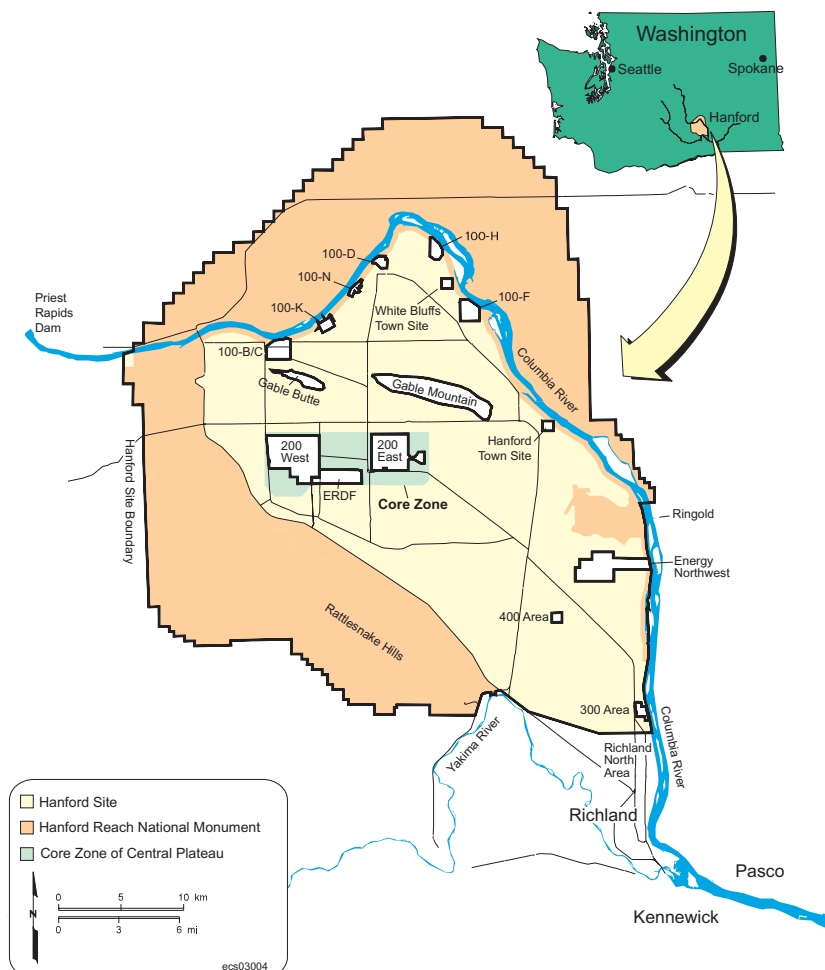 Washington
Seattle
Spokane
Hanford
100-H
100-D
100-N
100-F
100-K
White Bluffs
Town Site
Priest
Rapids
Dam
100-B/C
Columbia River
Gable Butte
Gable Mountain
Hanford Site Boundary
200
West
200
East
Hanford
Town Site
ERDF
Core Zone
Ringold
Energy
Northwest
Rattlesnake Hills
400 Area
300 Area
Columbia River
Yakima River
Richland
North
Area
Richland
Pasco
Kennewick
Hanford Site
Hanford Reach National Monument
Core Zone of Central Plateau
N
0 5 10 km
0 3 6 mi
ecs03004